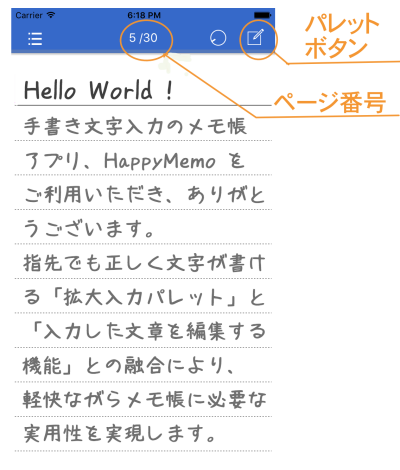 Carrier 6:18 PM
5 /30
パレット
ボタン
ページ番号
Hello World !
手書き文字入力のメモ帳
アプリ、HappyMemo を
ご利用いただき、ありがと
うございます。
指先でも正しく文字が書け
る「拡大入力パレット」と
「入力した文章を編集する
機能」との融合により、
軽快ながらメモ帳に必要な
実用性を実現します。